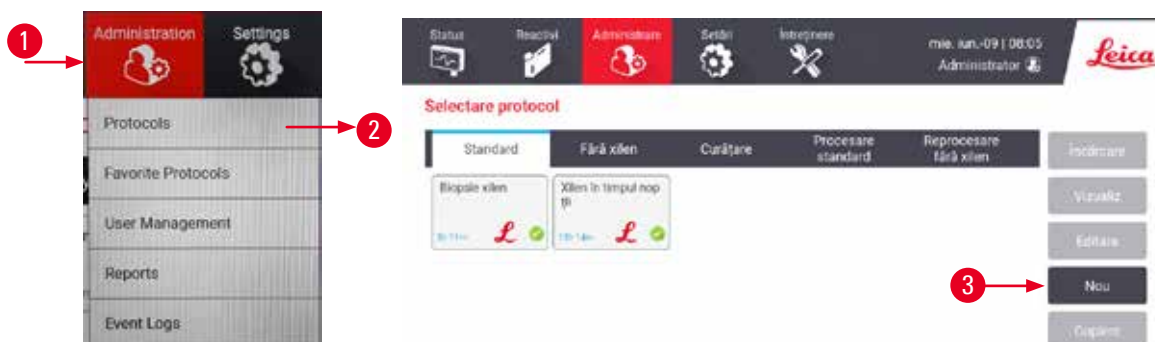 1
Administration
Settings
Protocols
2
Favorite Protocols
User Management
Reports
Event Logs
Status
Reactivi
Administrare
Setări
Întreținere
mie. iun.-09 | 08:05
Administrator
Leica
Selectare protocol
Standard
Fără xilen
Curățare
Procesare
standard
Reprocesare
fără xilen
Încărcare
Biopsie xilen
Xilen în timpul nop
ții
Vizualiz.
Editare
3
Nou
Copiere